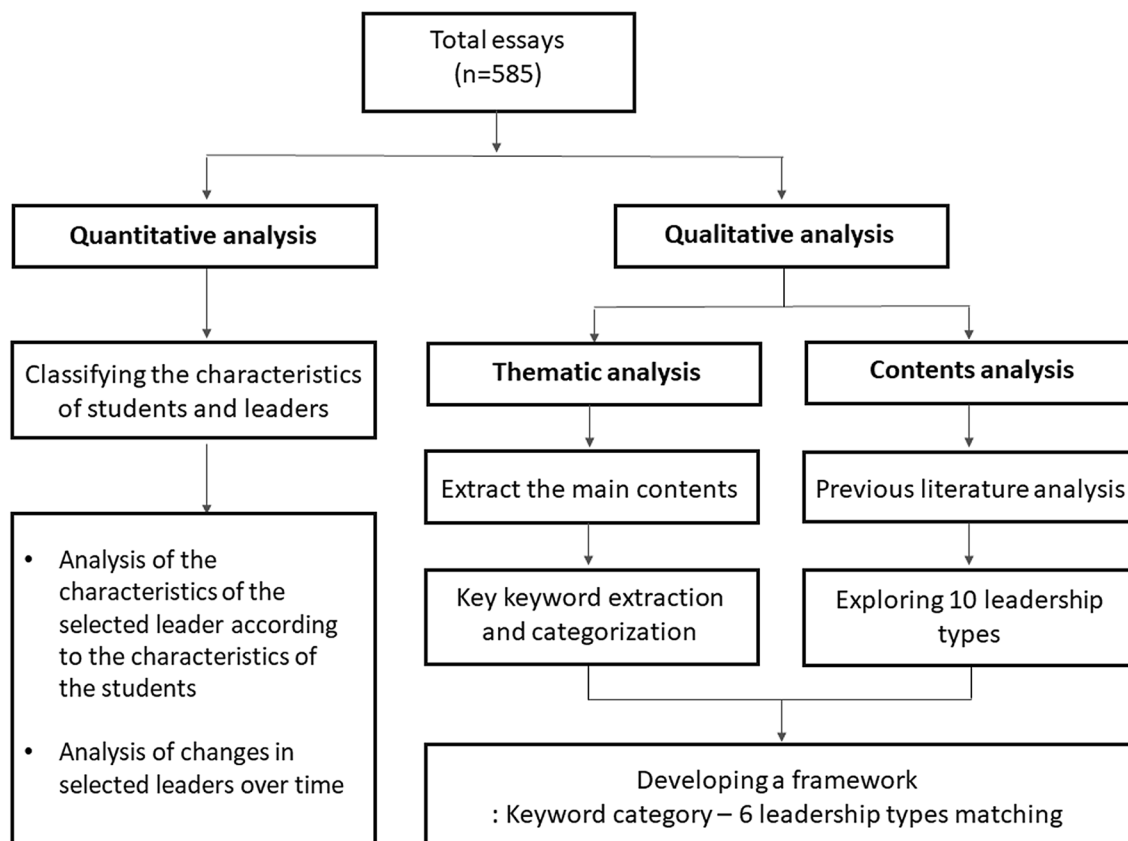 Total essays
(n=585)
Quantitative analysis
Qualitative analysis
Classifying the characteristics
of students and leaders
Thematic analysis
Contents analysis
Extract the main contents
Previous literature analysis
• Analysis of the
characteristics of the
selected leader according
to the characteristics of
the students
• Analysis of changes in
selected leaders over time
Key keyword extraction
and categorization
Exploring 10 leadership
types
Developing a framework
: Keyword category – 6 leadership types matching